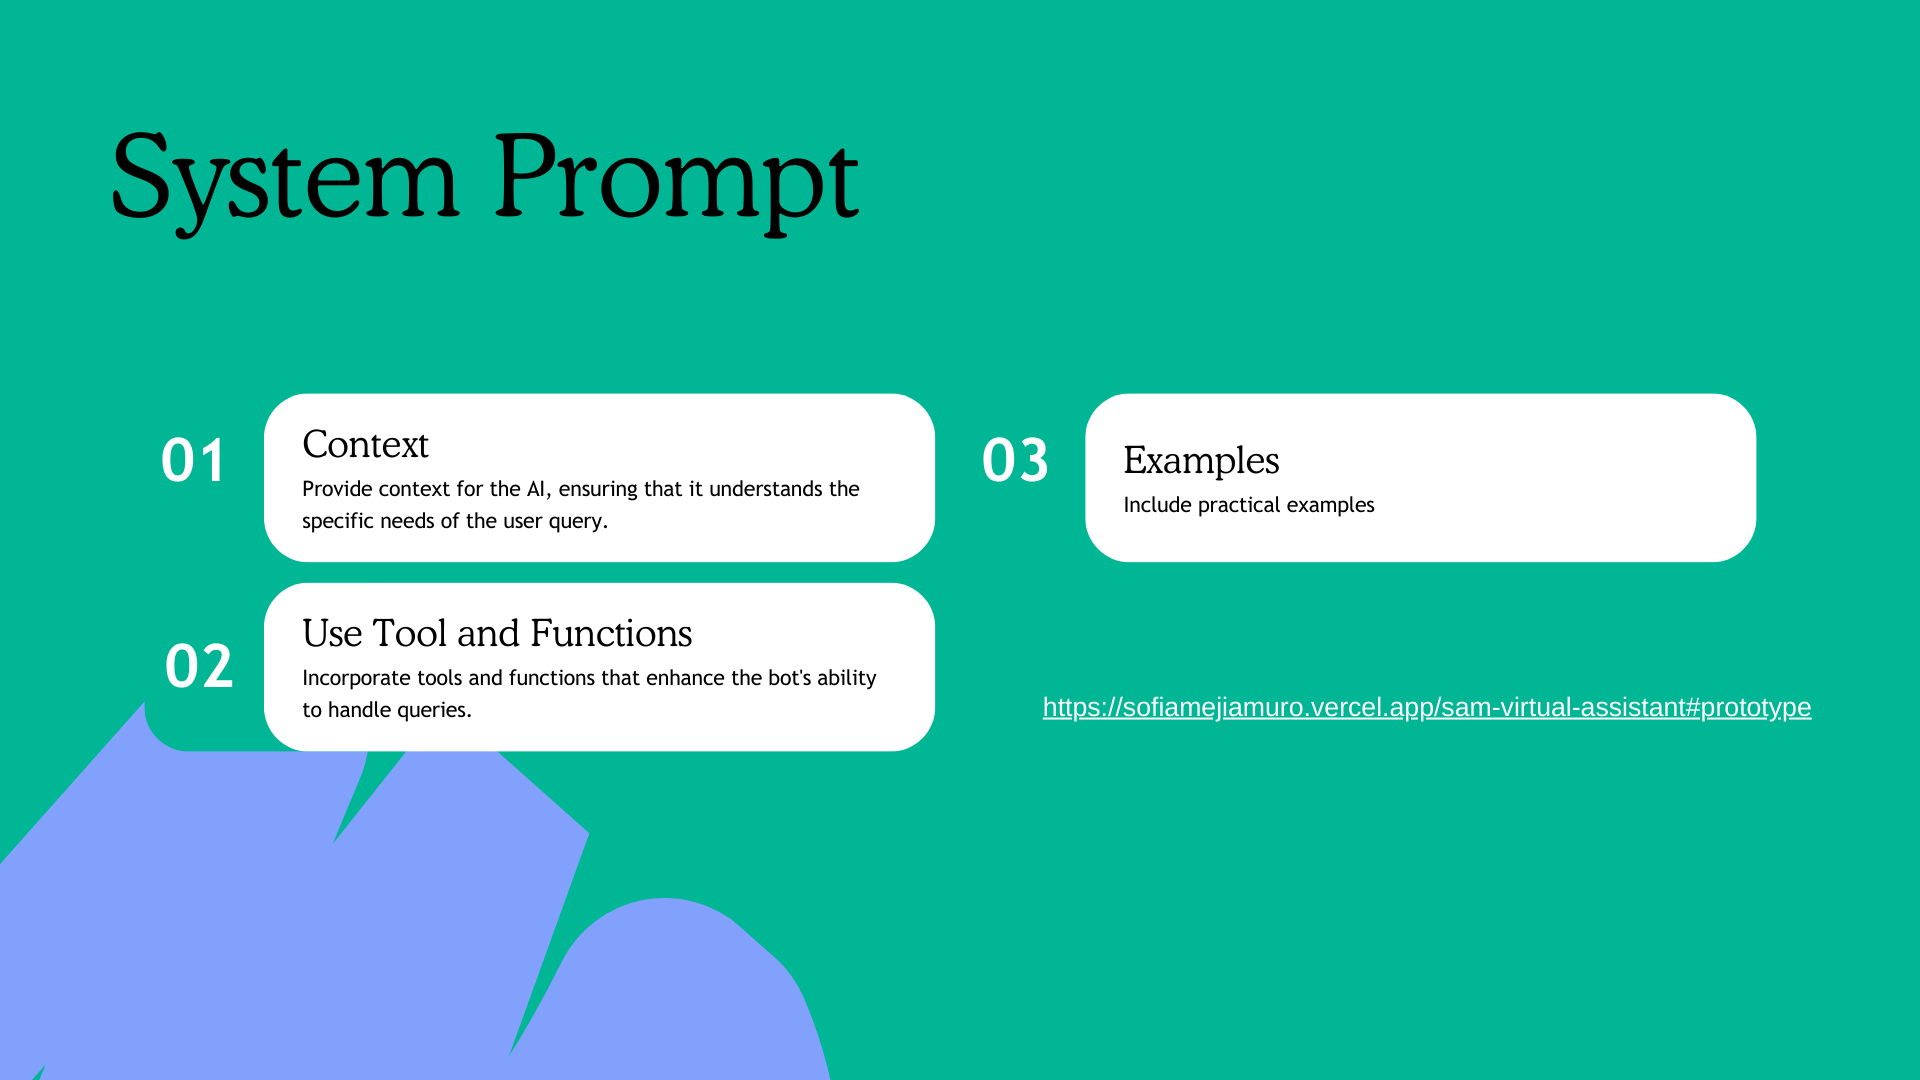 System Prompt
01
Context
Provide context for the AI, ensuring that it understands the
specific needs of the user query.
02
Use Tool and Functions
Incorporate tools and functions that enhance the bot's ability
to handle queries.
03
Examples
Include practical examples
https://sofiamejiamuro.vercel.app/sam-virtual-assistant#prototype